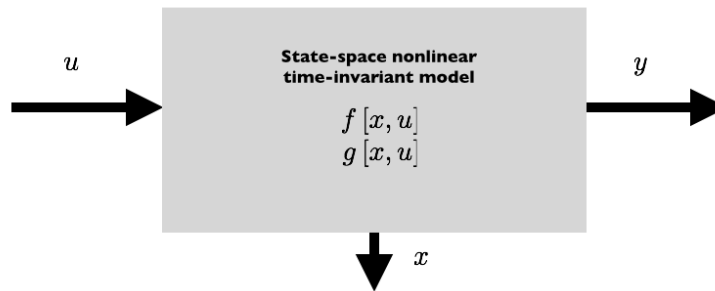 u
State-space nonlinear
time-invariant model
y
f [x, u]
g [x, u]
x